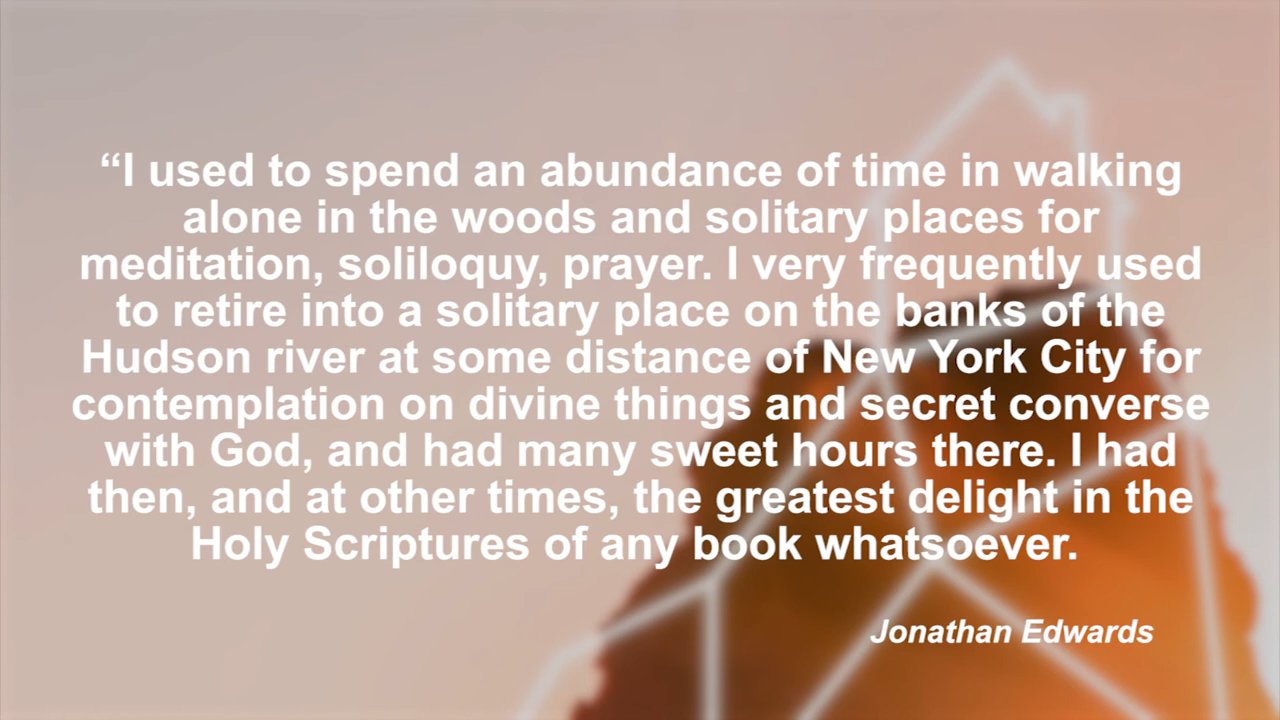 “I used to spend an abundance of time in walking
alone in the woods and solitary places for
meditation, soliloquy, prayer. I very frequently used
to retire into a solitary place on the banks of the
Hudson river at some distance of New York City for
contemplation on divine things and secret converse
with God, and had many sweet hours there. I had
then, and at other times, the greatest delight in the
Holy Scriptures of any book whatsoever.
Jonathan Edwards